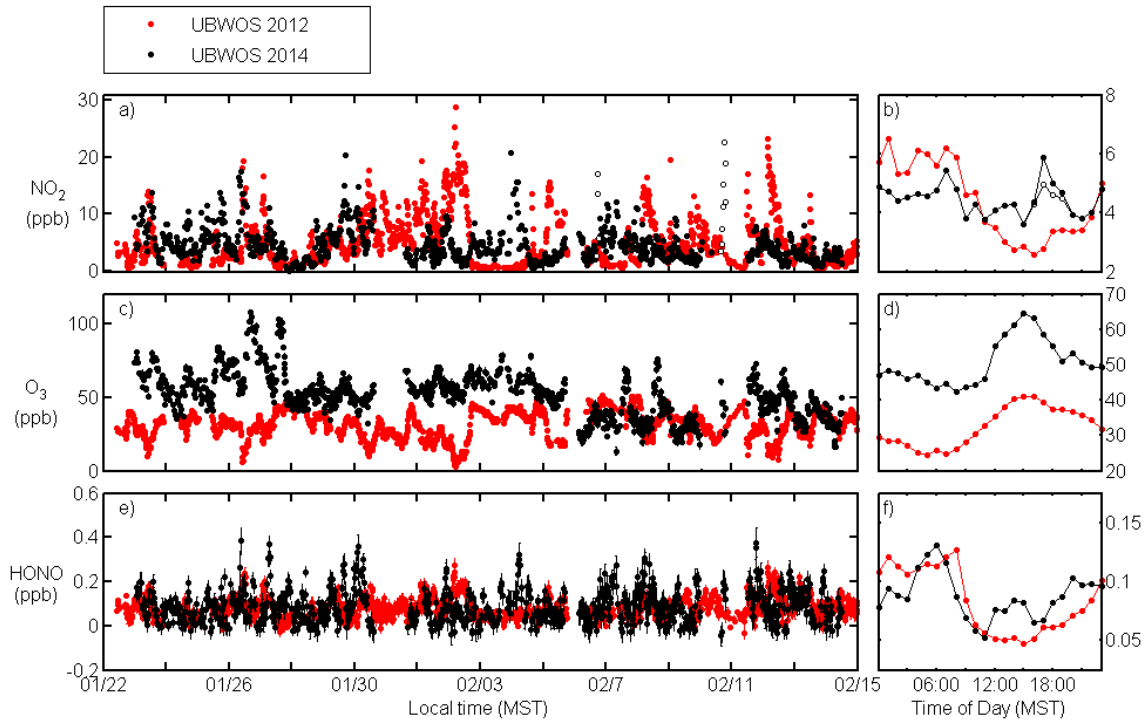 UBWOS 2012
UBWOS 2014
a)
30
20
10
0
NO2
(ppb)
b)
8
6
4
2
c)
100
50
0
O3
(ppb)
d)
70
60
50
40
30
20
e)
0.6
0.4
0.2
0
-0.2
HONO
(ppb)
f)
0.15
0.1
0.05
01/22 01/26 01/30 02/03 02/7 02/11 02/15
Local time (MST)
06:00 12:00 18:00
Time of Day (MST)